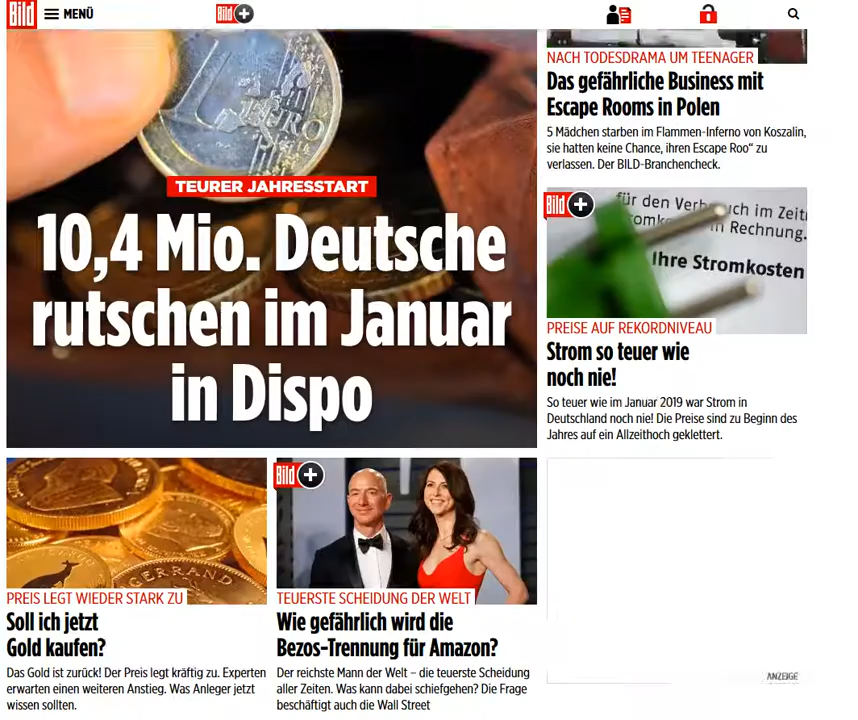 Bild
MENÜ
Bild+
EURO
TEURER JAHRESSTART
10,4 Mio. Deutsche
rutschen im Januar
in Dispo
NACH TODESDRAMA UM TEENAGER
Das gefährliche Business mit
Escape Rooms in Polen
5 Mädchen starben im Flammen-Inferno von Koszalin,
sie hatten keine Chance, ihren Escape Roo“ zu
verlassen. Der BILD-Branchencheck.
Bild+
für den im Zeit
in Rechnung.
Ihre Stromkosten
PREISE AUF REKORDNIVEAU
Strom so teuer wie
noch nie!
So teuer wie im Januar 2019 war Strom in
Deutschland noch nie! Die Preise sind zu Beginn des
Jahres auf ein Allzeithoch geklettert.
PREIS LEGT WIEDER STARK ZU
Soll ich jetzt
Gold kaufen?
Das Gold ist zurück! Der Preis legt kräftig zu. Experten
erwarten einen weiteren Anstieg. Was Anleger jetzt
wissen sollten.
Bild+
TEUERSTE SCHEIDUNG DER WELT
Wie gefährlich wird die
Bezos-Trennung für Amazon?
Der reichste Mann der Welt – die teuerste Scheidung
aller Zeiten. Was kann dabei schiefgehen? Die Frage
beschäftigt auch die Wall Street
ANZEIGE